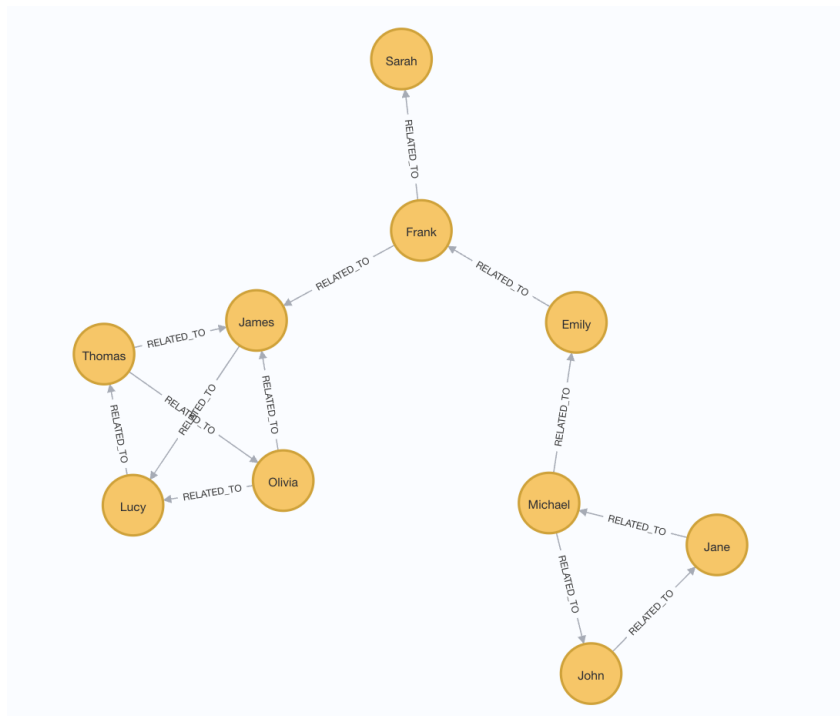 Sarah
RELATED_TO
Frank
RELATED_TO
RELATED_TO
James
Emily
RELATED_TO
Thomas
RELATED_TO
RELATED_TO
RELATED_TO
RELATED_TO
RELATED_TO
Olivia
RELATED_TO
Lucy
Michael
RELATED_TO
Jane
RELATED_TO
RELATED_TO
John